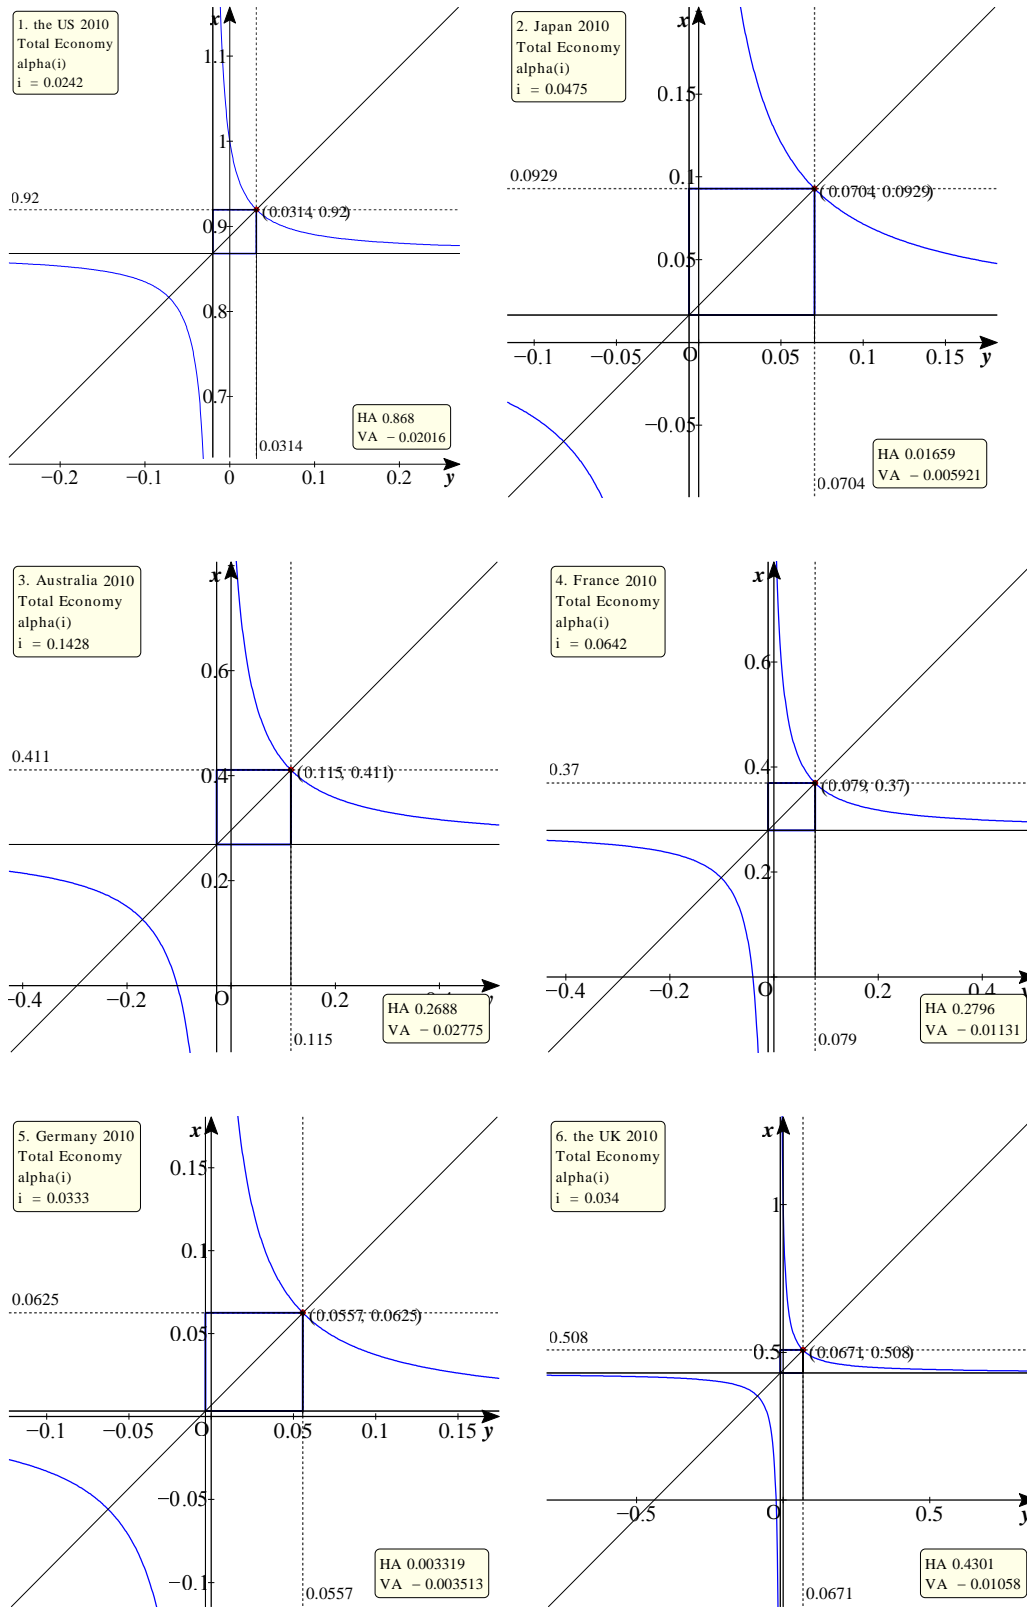 1. the US 2010
Total Economy
alpha(i)
i = 0.0242
x
1.1
1
0.92
(0.0314, 0.92)
0.9
0.8
0.7
HA 0.868
VA −0.02016
0.0314
−0.2
−0.1
0
0.1
0.2
y
2. Japan 2010
Total Economy
alpha(i)
i = 0.0475
x
0.15
0.1
0.0929
(0.0704, 0.0929)
0.05
−0.1
−0.05
O
0.05
0.1
0.15
y
−0.05
HA 0.01659
VA −0.005921
0.0704
3. Australia 2010
Total Economy
alpha(i)
i = 0.1428
x
0.6
0.411
(0.115, 0.411)
0.4
0.2
−0.4
−0.2
O
0.2
0.4
y
HA 0.2688
VA −0.02775
0.115
4. France 2010
Total Economy
alpha(i)
i = 0.0642
x
0.6
0.4
0.37
(0.079, 0.37)
0.2
−0.4
−0.2
O
0.2
0.4
HA 0.2796
VA −0.01131
0.079
5. Germany 2010
Total Economy
alpha(i)
i = 0.0333
x
0.15
0.1
0.0625
(0.0557, 0.0625)
0.05
−0.1
−0.05
O
0.05
0.1
0.15
y
−0.05
−0.1
HA 0.003319
VA −0.003513
0.0557
6. the UK 2010
Total Economy
alpha(i)
i = 0.034
x
1
0.508
(0.0671, 0.508)
0.5
−0.5
O
0.5
y
HA 0.4301
VA −0.01058
0.0671